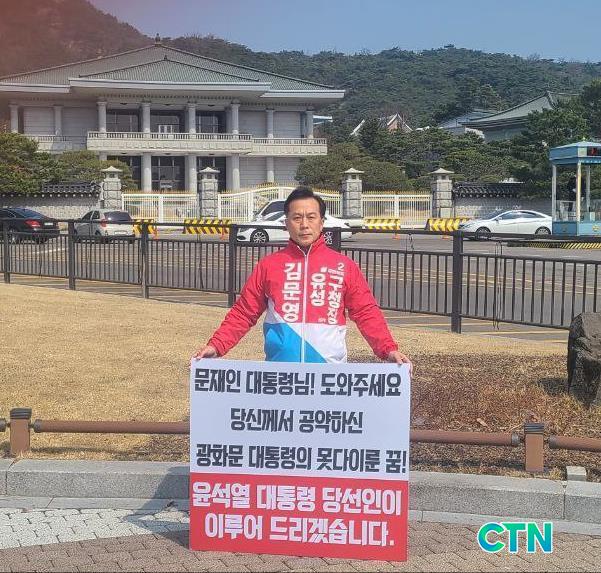 2
구청장
유성
김문영
문재인 대통령님! 도와주세요
당신께서 공약하신
광화문 대통령의 못다이룬 꿈!
윤석열 대통령 당선인이
이루어 드리겠습니다.
CTN